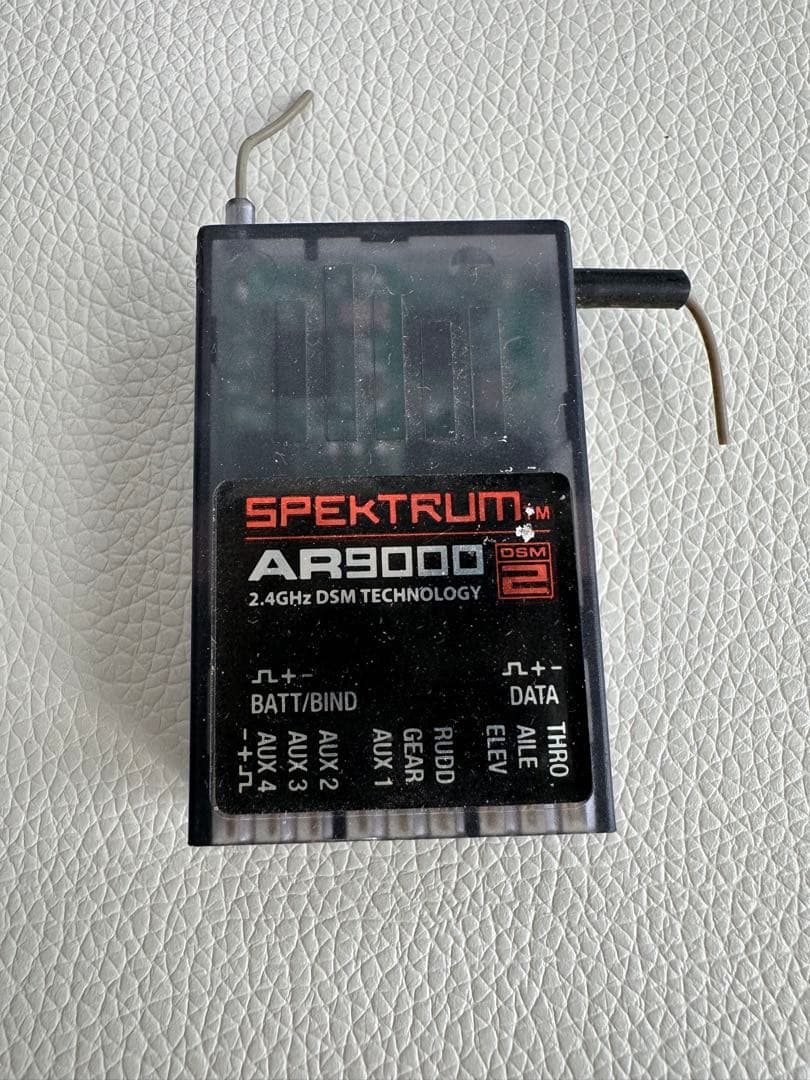 SPEKTRUM TM
AR9000 DSM 2
2.4GHz DSM TECHNOLOGY
+ -
BATT/BIND
+ -
DATA
- +
AUX 4
AUX 3
AUX 2
AUX 1
GEAR
RUDD
ELEV
AILE
THRO.